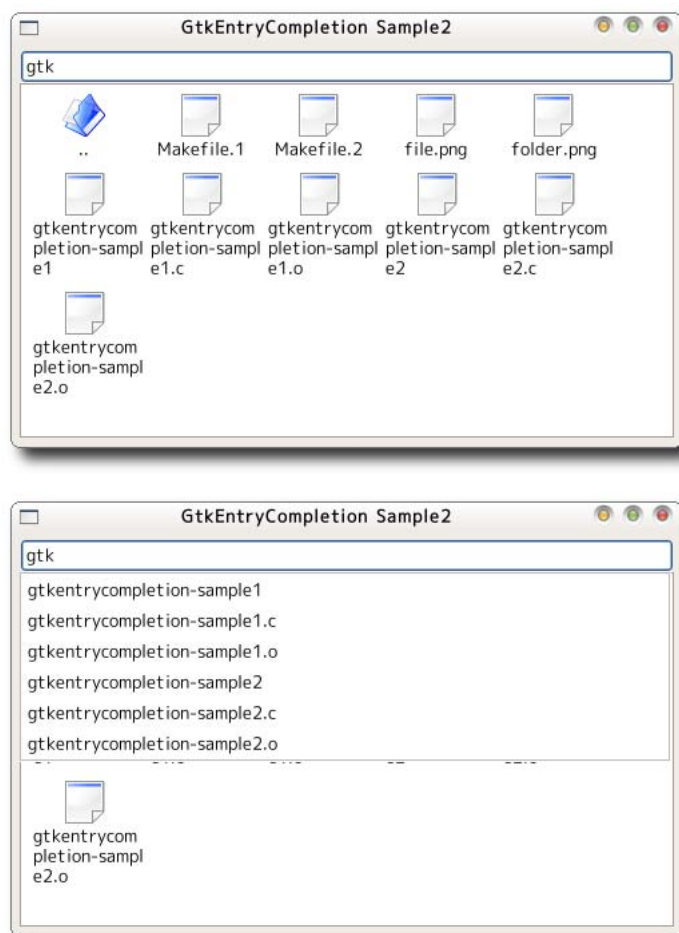 GtkEntryCompletion Sample2
gtk
..
Makefile.1
Makefile.2
file.png
folder.png
gtkentrycom
pletion-sampl
e1
gtkentrycom
pletion-sampl
e1.c
gtkentrycom
pletion-sampl
e1.o
gtkentrycom
pletion-sampl
e2
gtkentrycom
pletion-sampl
e2.c
gtkentrycom
pletion-sampl
e2.o
GtkEntryCompletion Sample2
gtk
gtkentrycompletion-sample1
gtkentrycompletion-sample1.c
gtkentrycompletion-sample1.o
gtkentrycompletion-sample2
gtkentrycompletion-sample2.c
gtkentrycompletion-sample2.o
gtkentrycom
pletion-sampl
e2.o